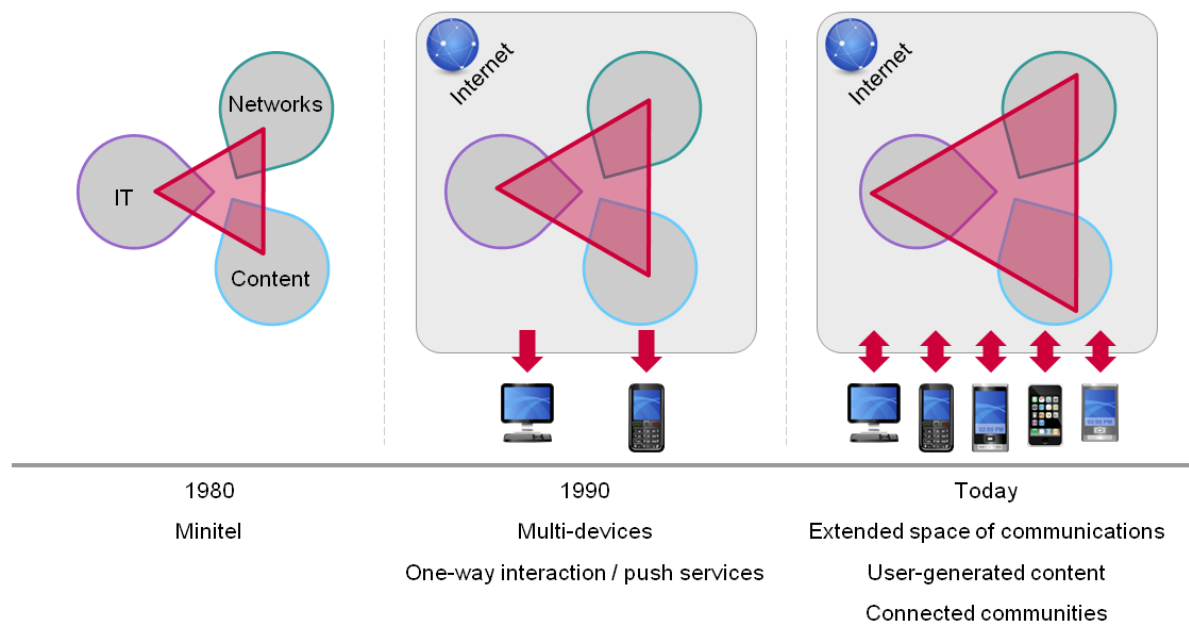 Networks
IT
Content
Internet
Internet
1980
Minitel
1990
Multi-devices
One-way interaction / push services
Today
Extended space of communications
User-generated content
Connected communities